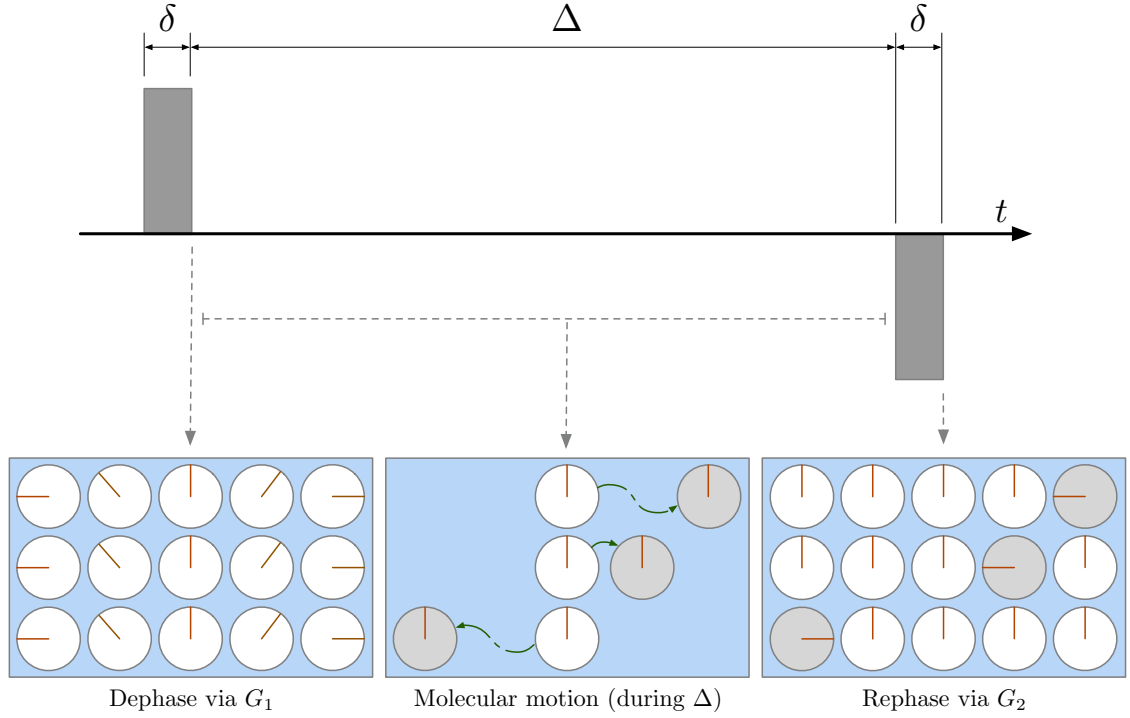 δ Δ δ
t
Dephase via G₁ Molecular motion (during Δ) Rephase via G₂